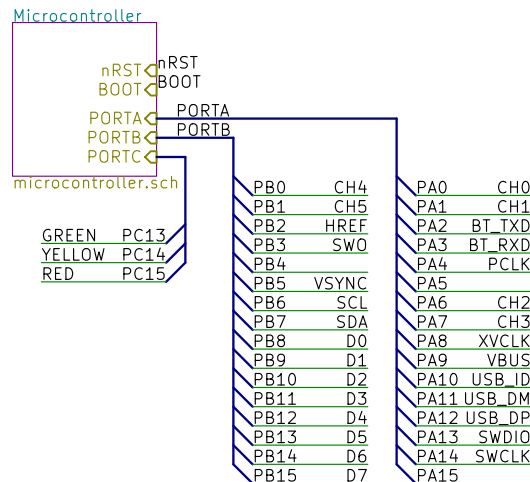 Microcontroller
nRST nRST
BOOT BOOT
PORTA PORTA
PORTB PORTB
PORTC
microcontroller.sch
GREEN PC13
YELLOW PC14
RED PC15
PB0 CH4
PB1 CH5
PB2 HREF
PB3 SWO
PB4
PB5 VSYNC
PB6 SCL
PB7 SDA
PB8 D0
PB9 D1
PB10 D2
PB11 D3
PB12 D4
PB13 D5
PB14 D6
PB15 D7
PA0 CH0
PA1 CH1
PA2 BT_TXD
PA3 BT_RXD
PA4 PCLK
PA5
PA6 CH2
PA7 CH3
PA8 XVCLK
PA9 VBUS
PA10 USB_ID
PA11 USB_DM
PA12 USB_DP
PA13 SWDIO
PA14 SWCLK
PA15